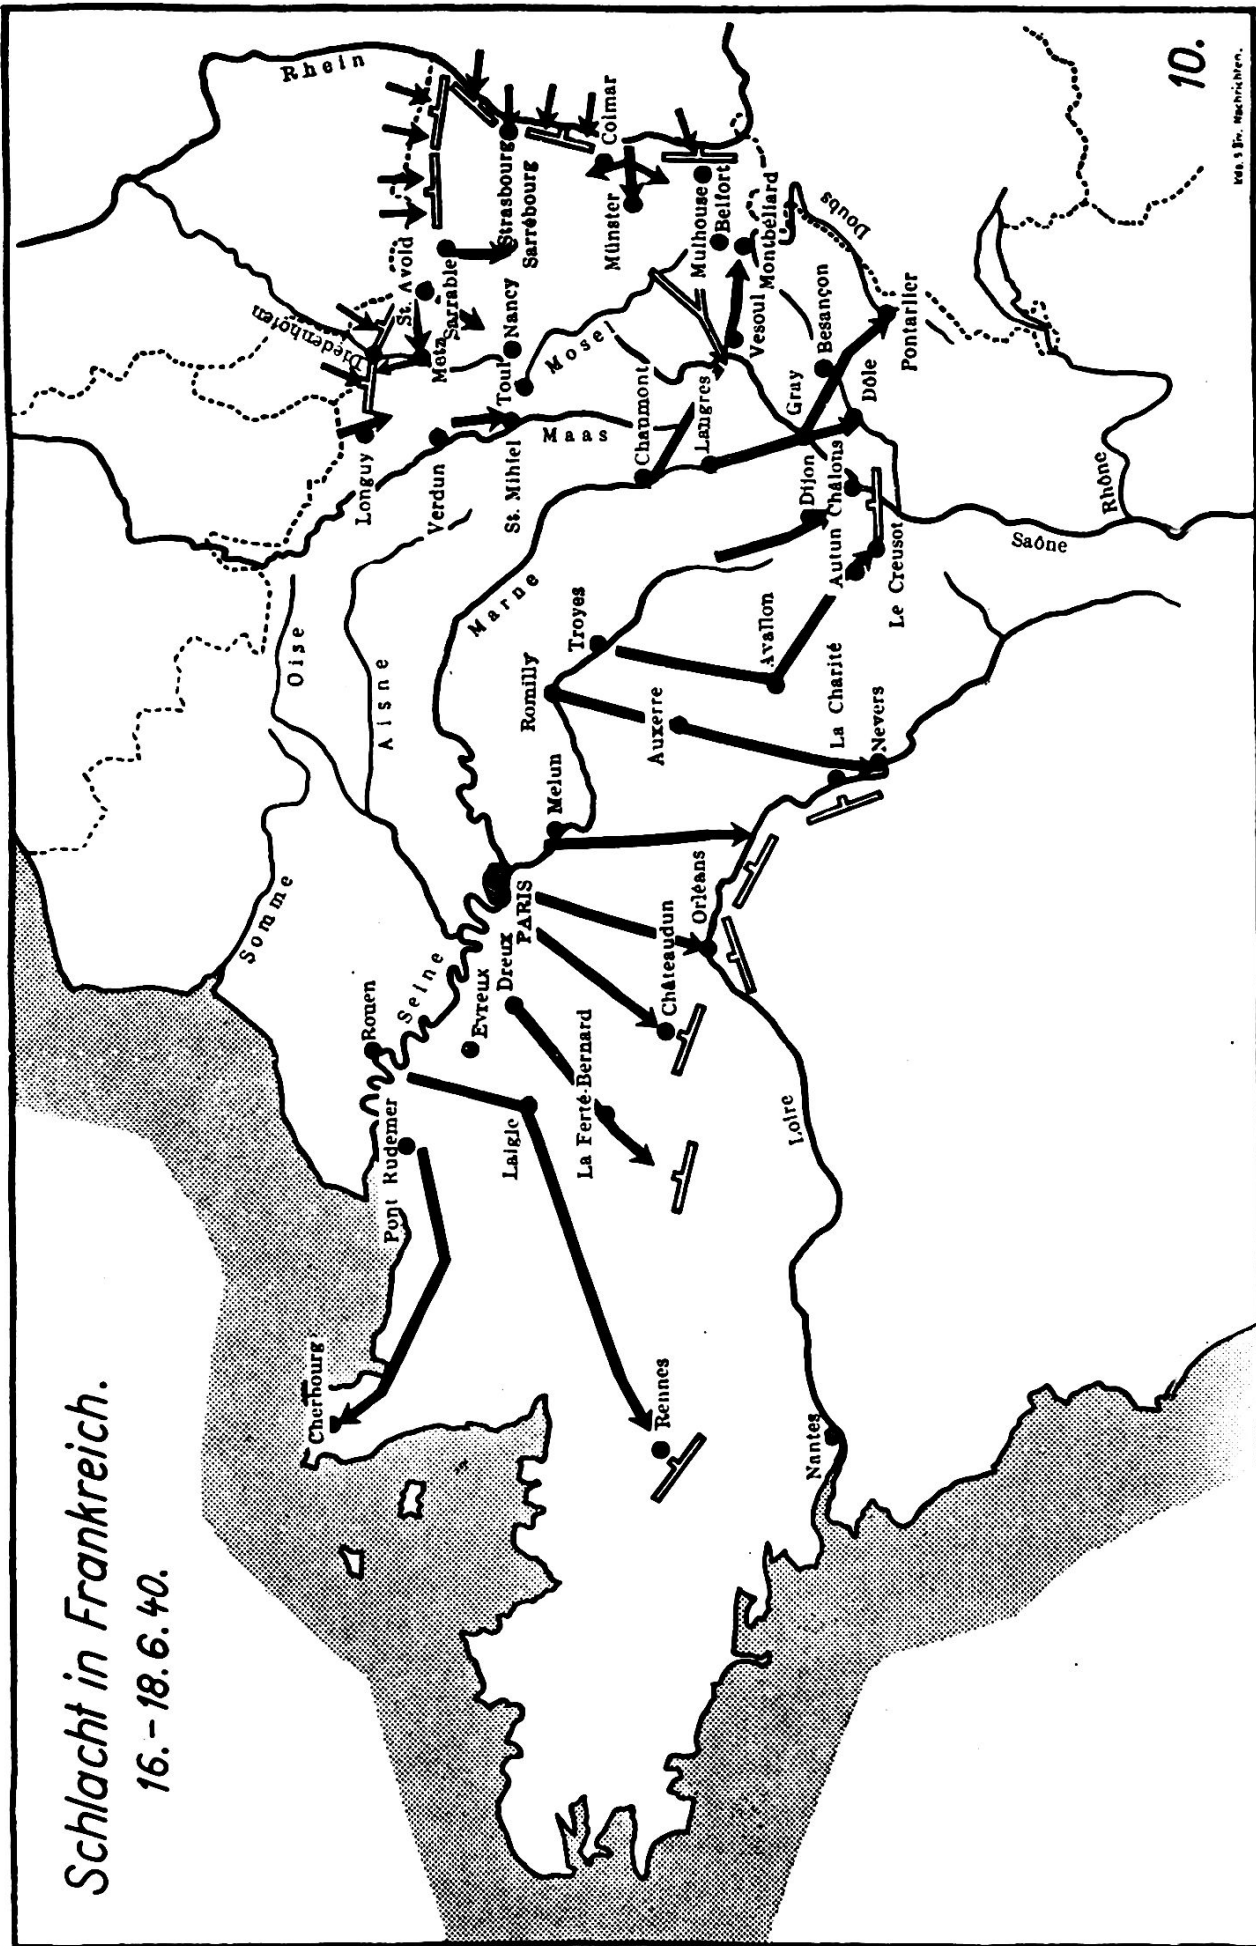 Schlacht in Frankreich.
16.-18.6.40.
10.
Rhein
Somme
Oise
Aisne
Marne
Seine
Maas
Mosel
Loire
Saône
Rhône
Doubs
Cherbourg
Pont Rudemer
Rouen
Evreux
Dreux
PARIS
Laigle
La Ferté-Bernard
Rennes
Nantes
Châteaudun
Orléans
Melun
Romilly
Troyes
Auxerre
Avallon
La Charité
Nevers
Autun
Le Creusot
Châlons
Dijon
Longuy
Verdun
St. Mihiel
Toul
Nancy
Metz
Diedenhofen
St. Avold
Sarrable
Strasbourg
Sarrebourg
Colmar
Münster
Mulhouse
Belfort
Montbéliard
Vesoul
Chaumont
Langres
Gray
Besançon
Dôle
Pontarlier